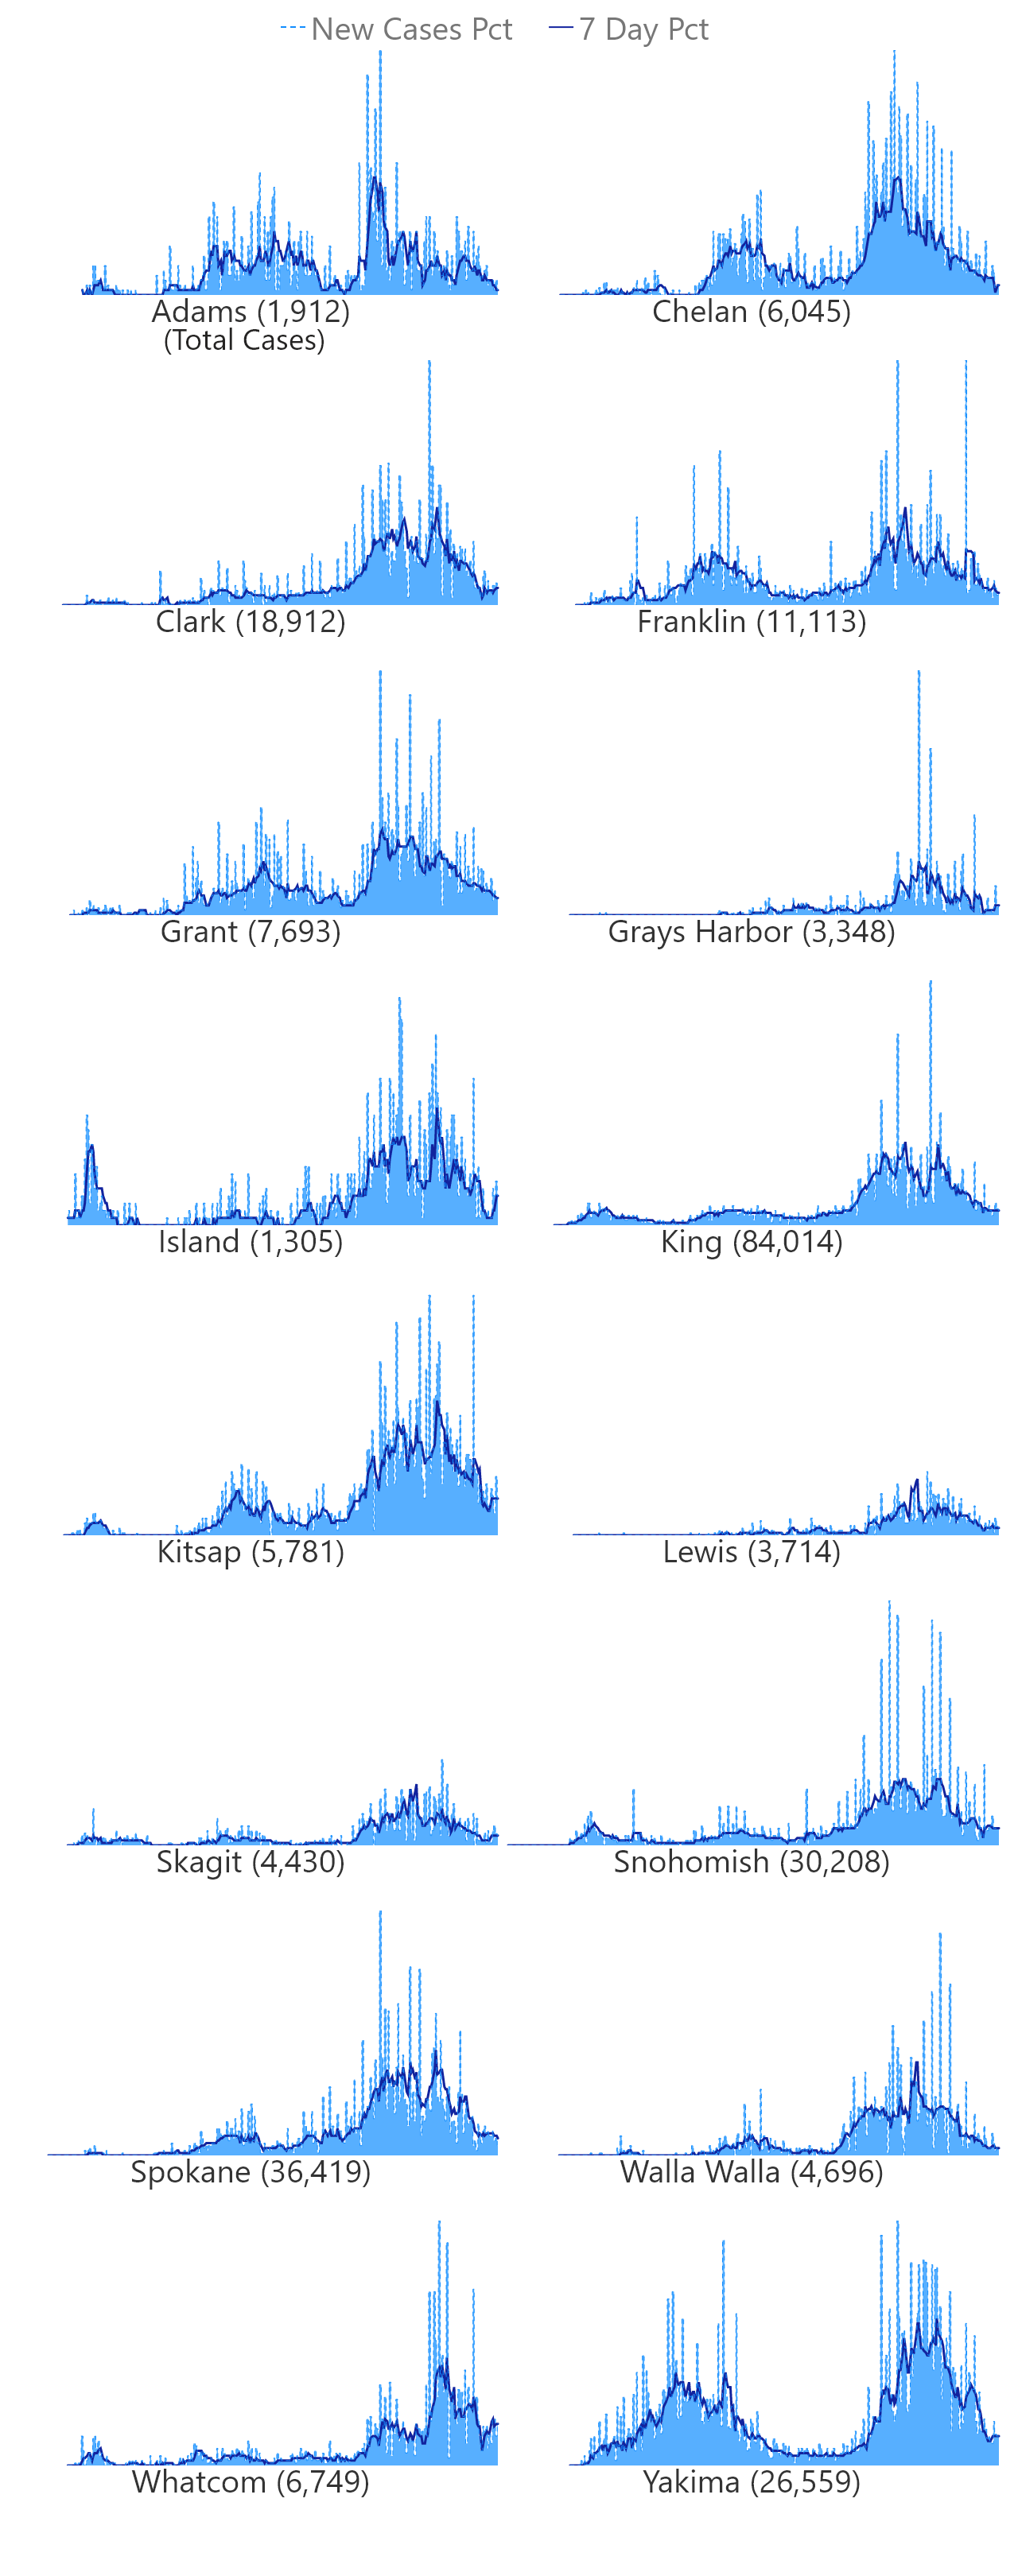 New Cases Pct 7 Day Pct
Adams (1,912)
(Total Cases)
Chelan (6,045)
Clark (18,912)
Franklin (11,113)
Grant (7,693)
Grays Harbor (3,348)
Island (1,305)
King (84,014)
Kitsap (5,781)
Lewis (3,714)
Skagit (4,430)
Snohomish (30,208)
Spokane (36,419)
Walla Walla (4,696)
Whatcom (6,749)
Yakima (26,559)